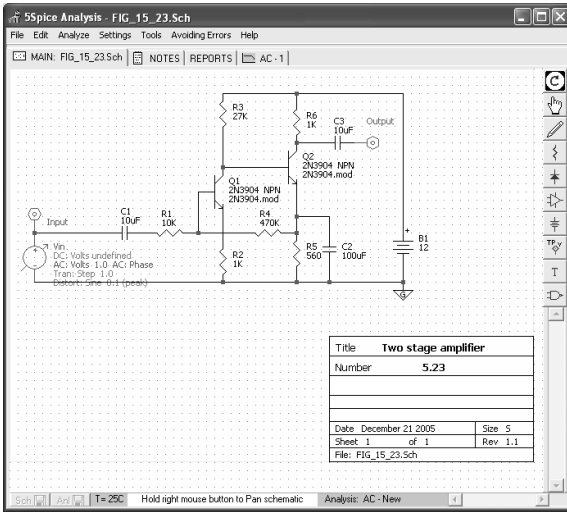 5Spice Analysis - FIG_15_23.Sch
File Edit Analyze Settings Tools Avoiding Errors Help
MAIN: FIG_15_23.Sch NOTES REPORTS AC - 1
R3
27K
R6
1K
C3
10uF
Output
Q2
2N3904 NPN
2N3904.mod
Q1
2N3904 NPN
2N3904.mod
Input
C1
10uF
R1
10K
R4
470K
Vin
DC: Volts undefined
AC: Volts 1.0 AC: Phase
Tran: Step 1.0
Distort: Sine 0.1 (peak)
R2
1K
R5
560
C2
100uF
+
B1
12
G
C
TP
V
T
D
Title Two stage amplifier
Number 5.23
Date December 21 2005 Size S
Sheet 1 of 1 Rev 1.1
File: FIG_15_23.Sch
Sch Anl T= 25C Hold right mouse button to Pan schematic Analysis: AC - New